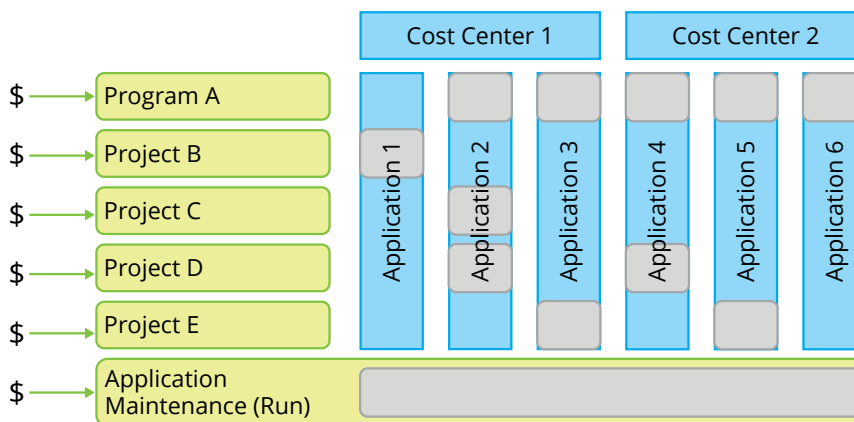 Cost Center 1
Cost Center 2
$ Program A
$ Project B
$ Project C
$ Project D
$ Project E
$ Application
Maintenance (Run)
Application 1
Application 2
Application 3
Application 4
Application 5
Application 6